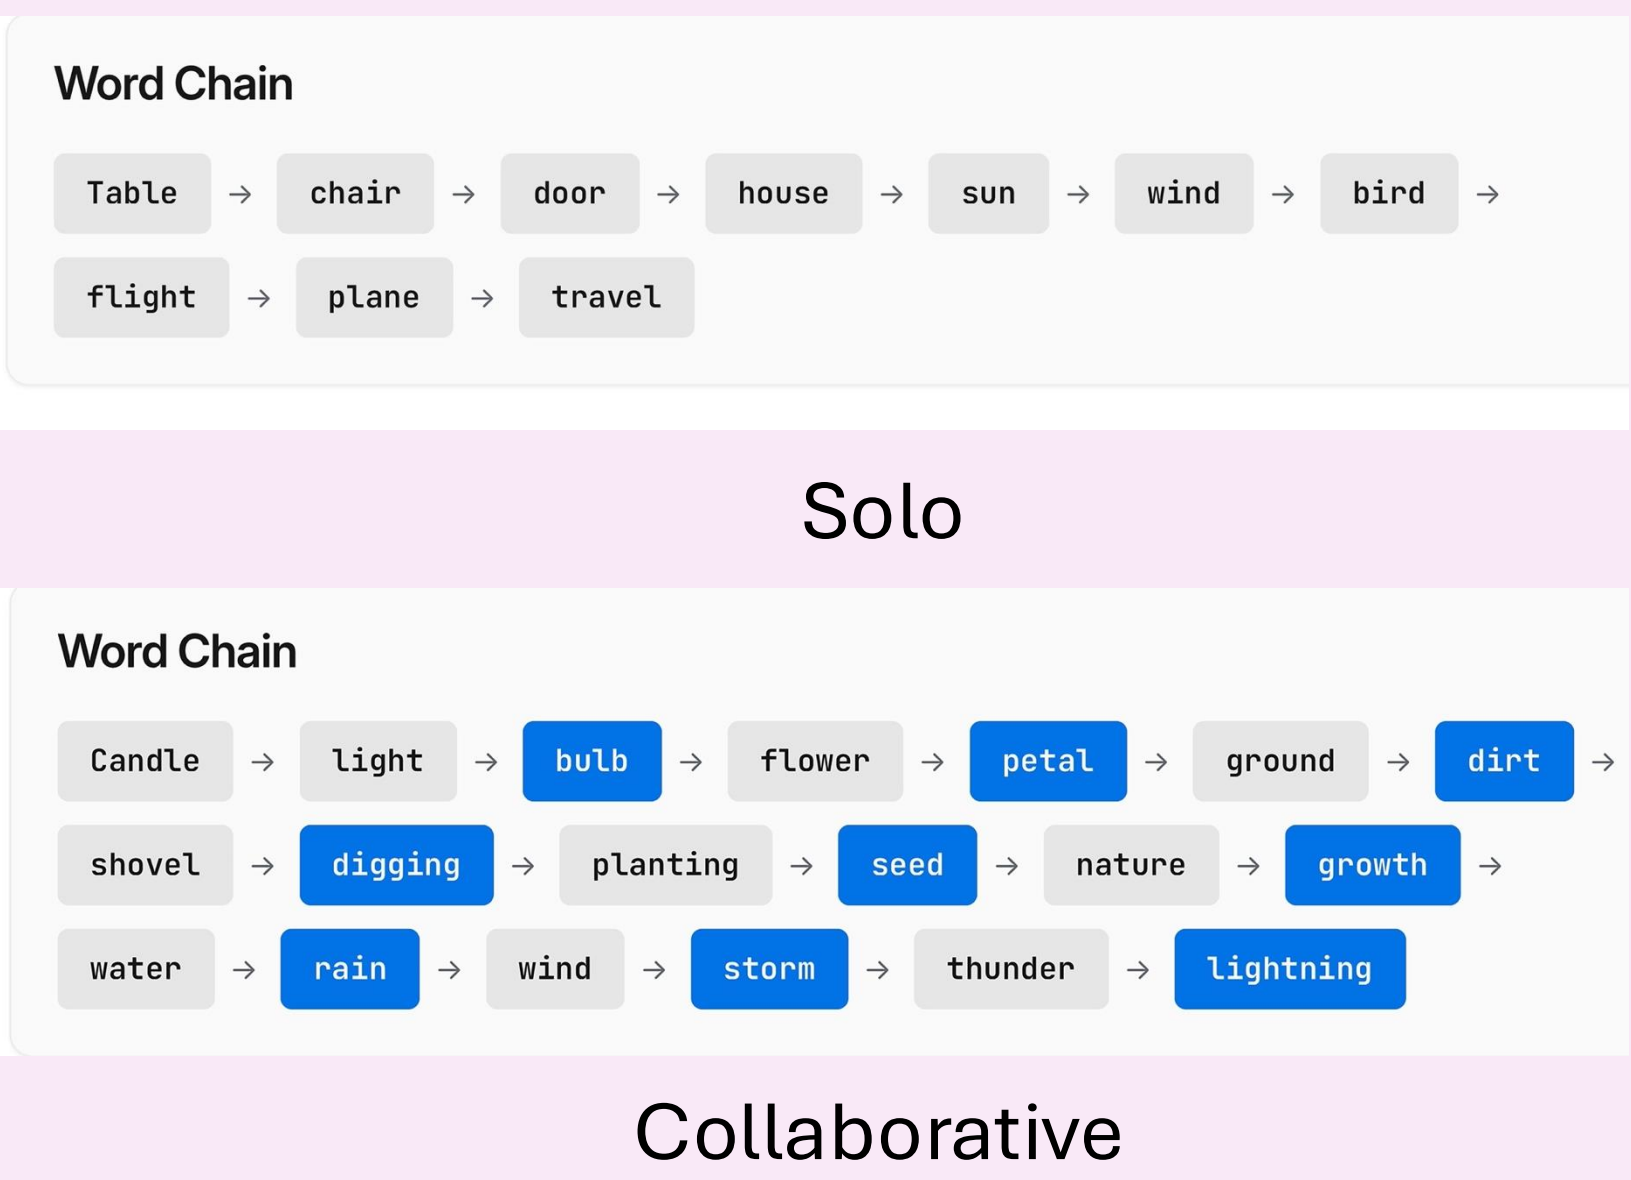 Word Chain
Table → chair → door → house → sun → wind → bird →
flight → plane → travel
Solo
Word Chain
Candle → light → bulb → flower → petal → ground → dirt →
shovel → digging → planting → seed → nature → growth →
water → rain → wind → storm → thunder → lightning
Collaborative